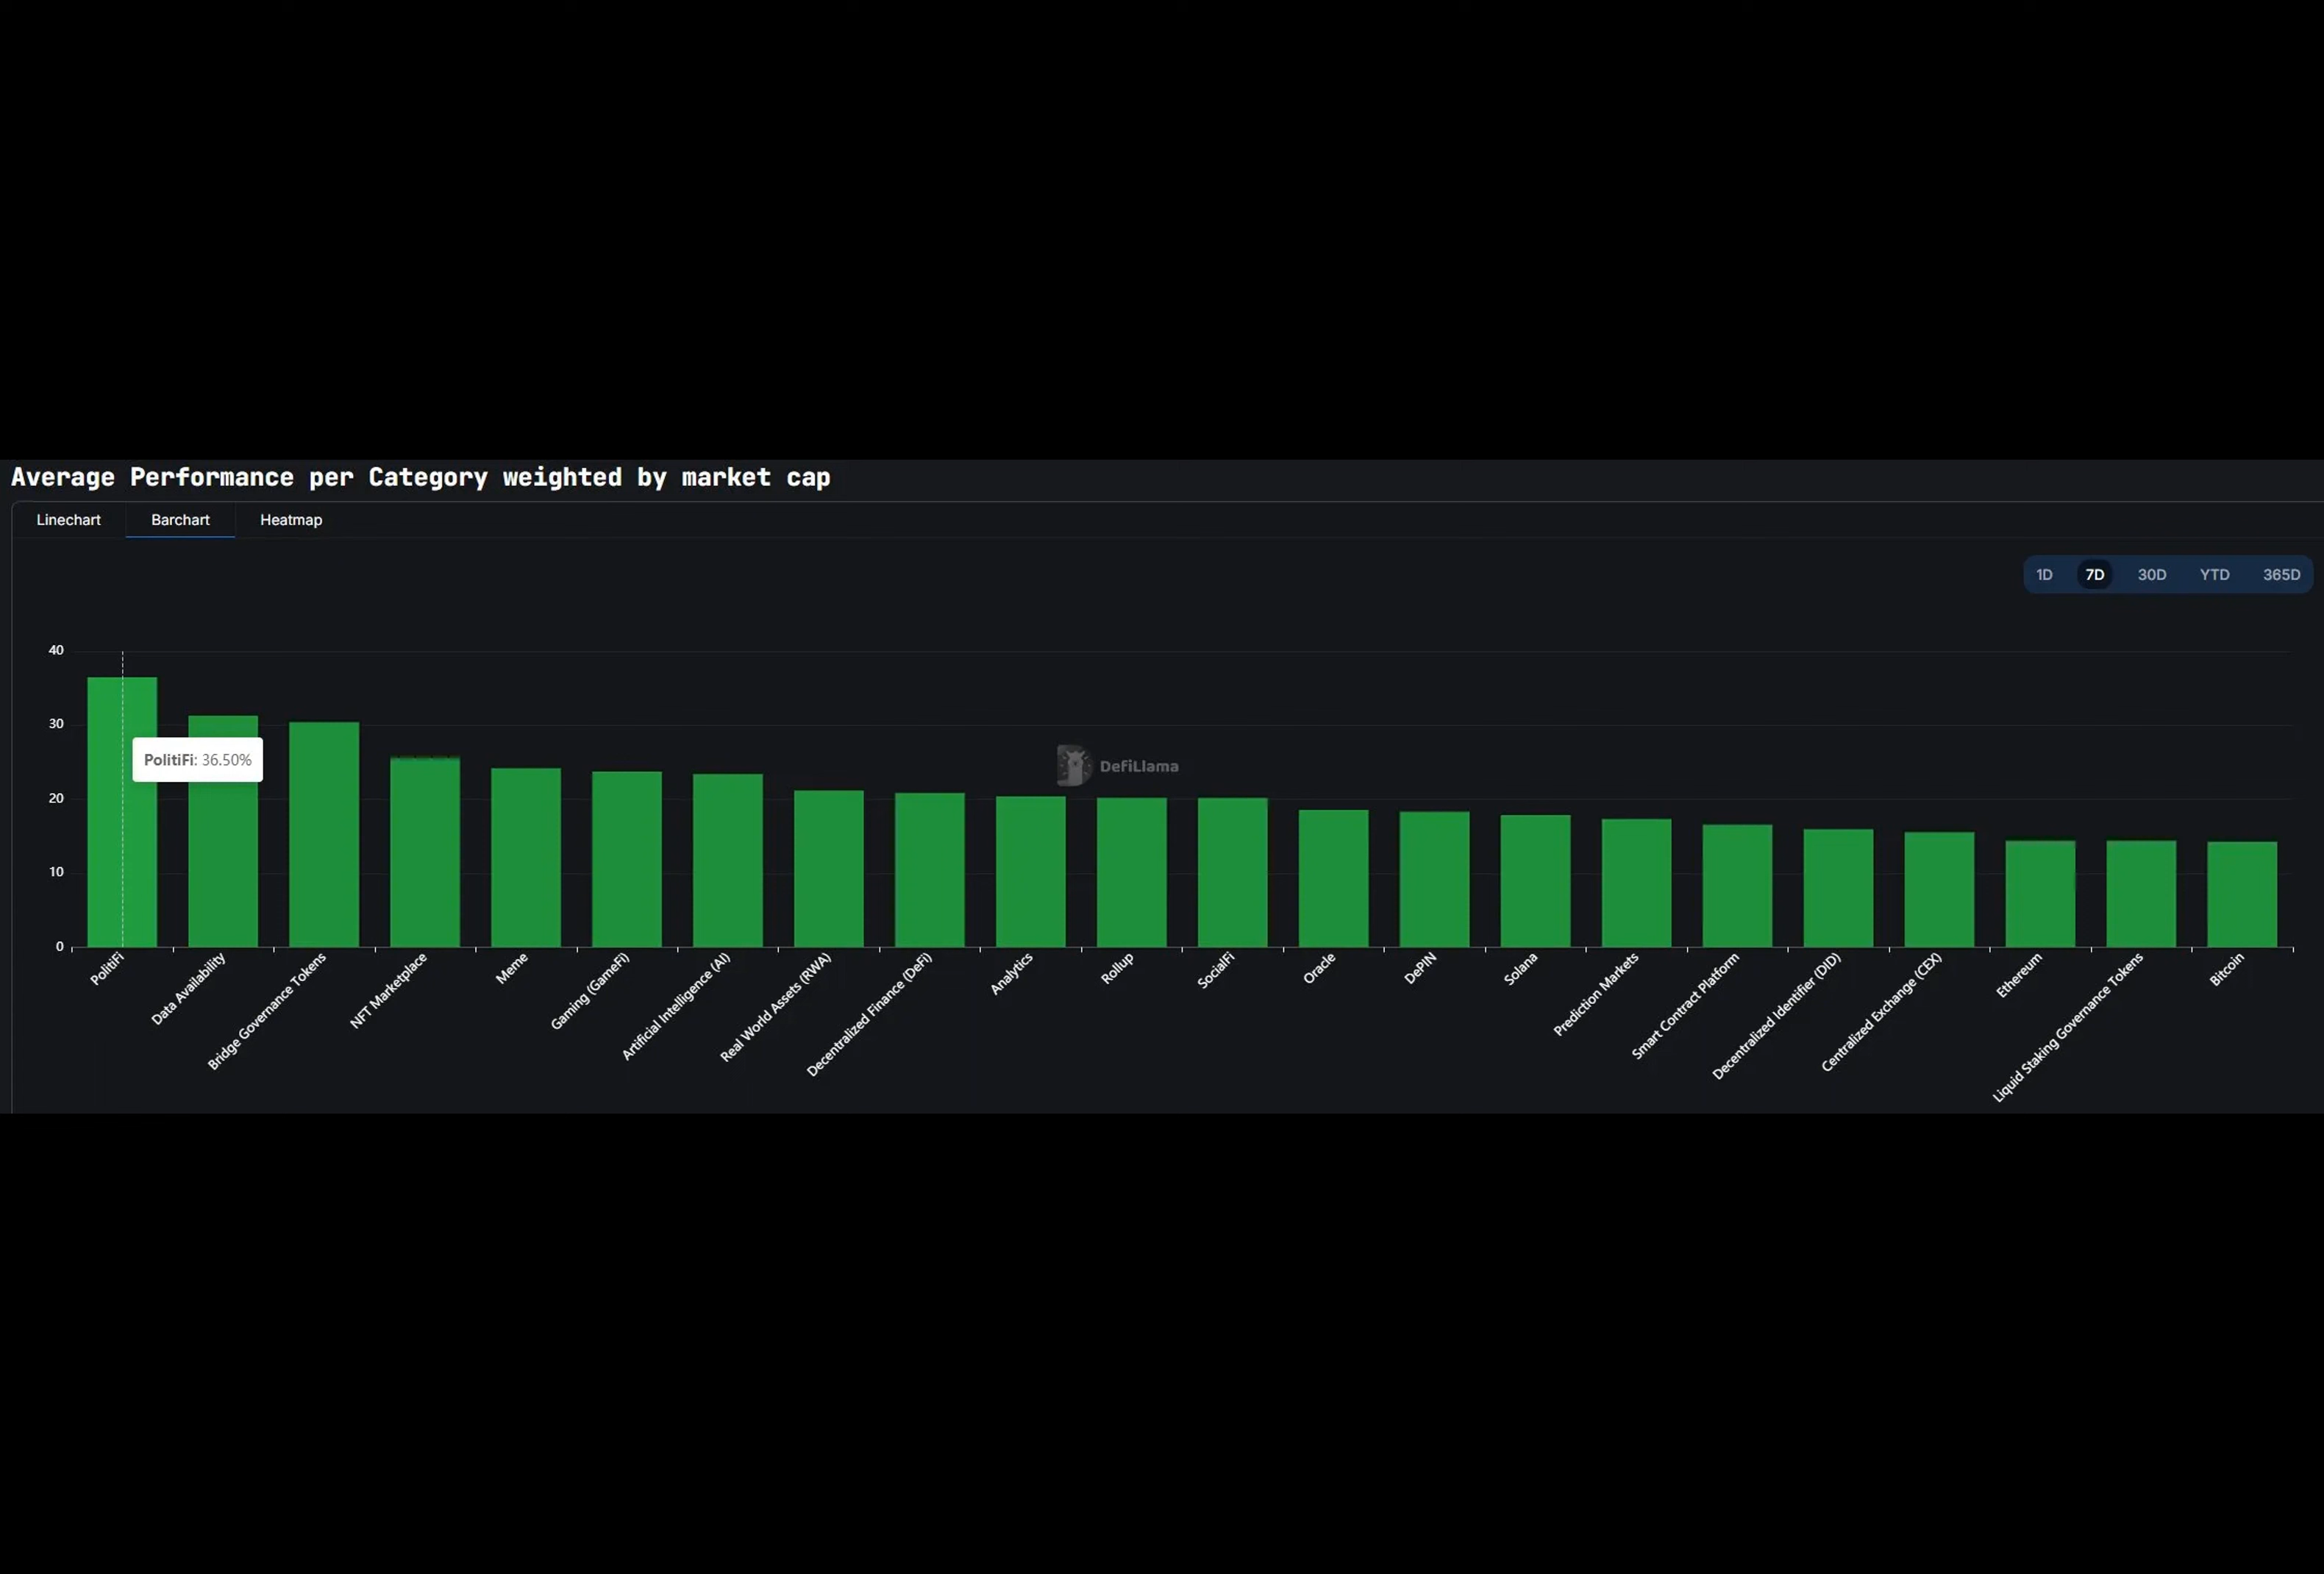 Average Performance per Category weighted by market cap
Linechart Barchart Heatmap
1D 7D 30D YTD 365D
40
30
20
10
0
PolitiFi: 36.50%
DefiLlama
PolitiFi
Data Availability
Bridge Governance Tokens
NFT Marketplace
Meme
Gaming (GameFi)
Artificial Intelligence (AI)
Real World Assets (RWA)
Decentralized Finance (DeFi)
Analytics
Rollup
SocialFi
Oracle
DePIN
Solana
Prediction Markets
Smart Contract Platform
Decentralized Identifier (DID)
Centralized Exchange (CEX)
Ethereum
Liquid Staking Governance Tokens
Bitcoin